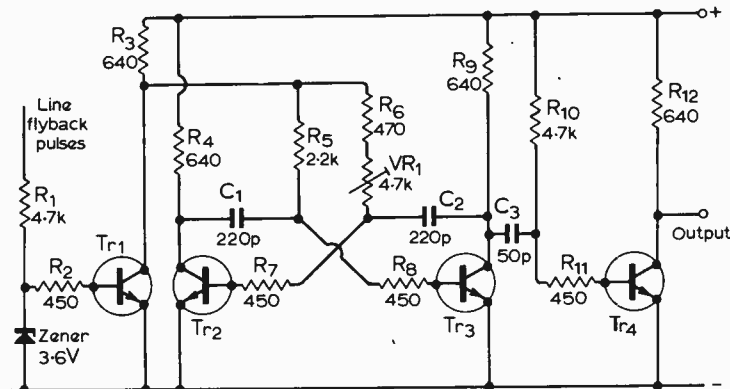 R3
640
+
Line
flyback
pulses
R4
640
R5
2·2k
R6
470
VR1
4·7k
R9
640
R10
4·7k
R12
640
R1
4·7k
C1
220p
C2
220p
C3
50p
Output
Tr1
R2
450
R7
450
R8
450
R11
450
Tr2
Tr3
Tr4
Zener
3·6V
-